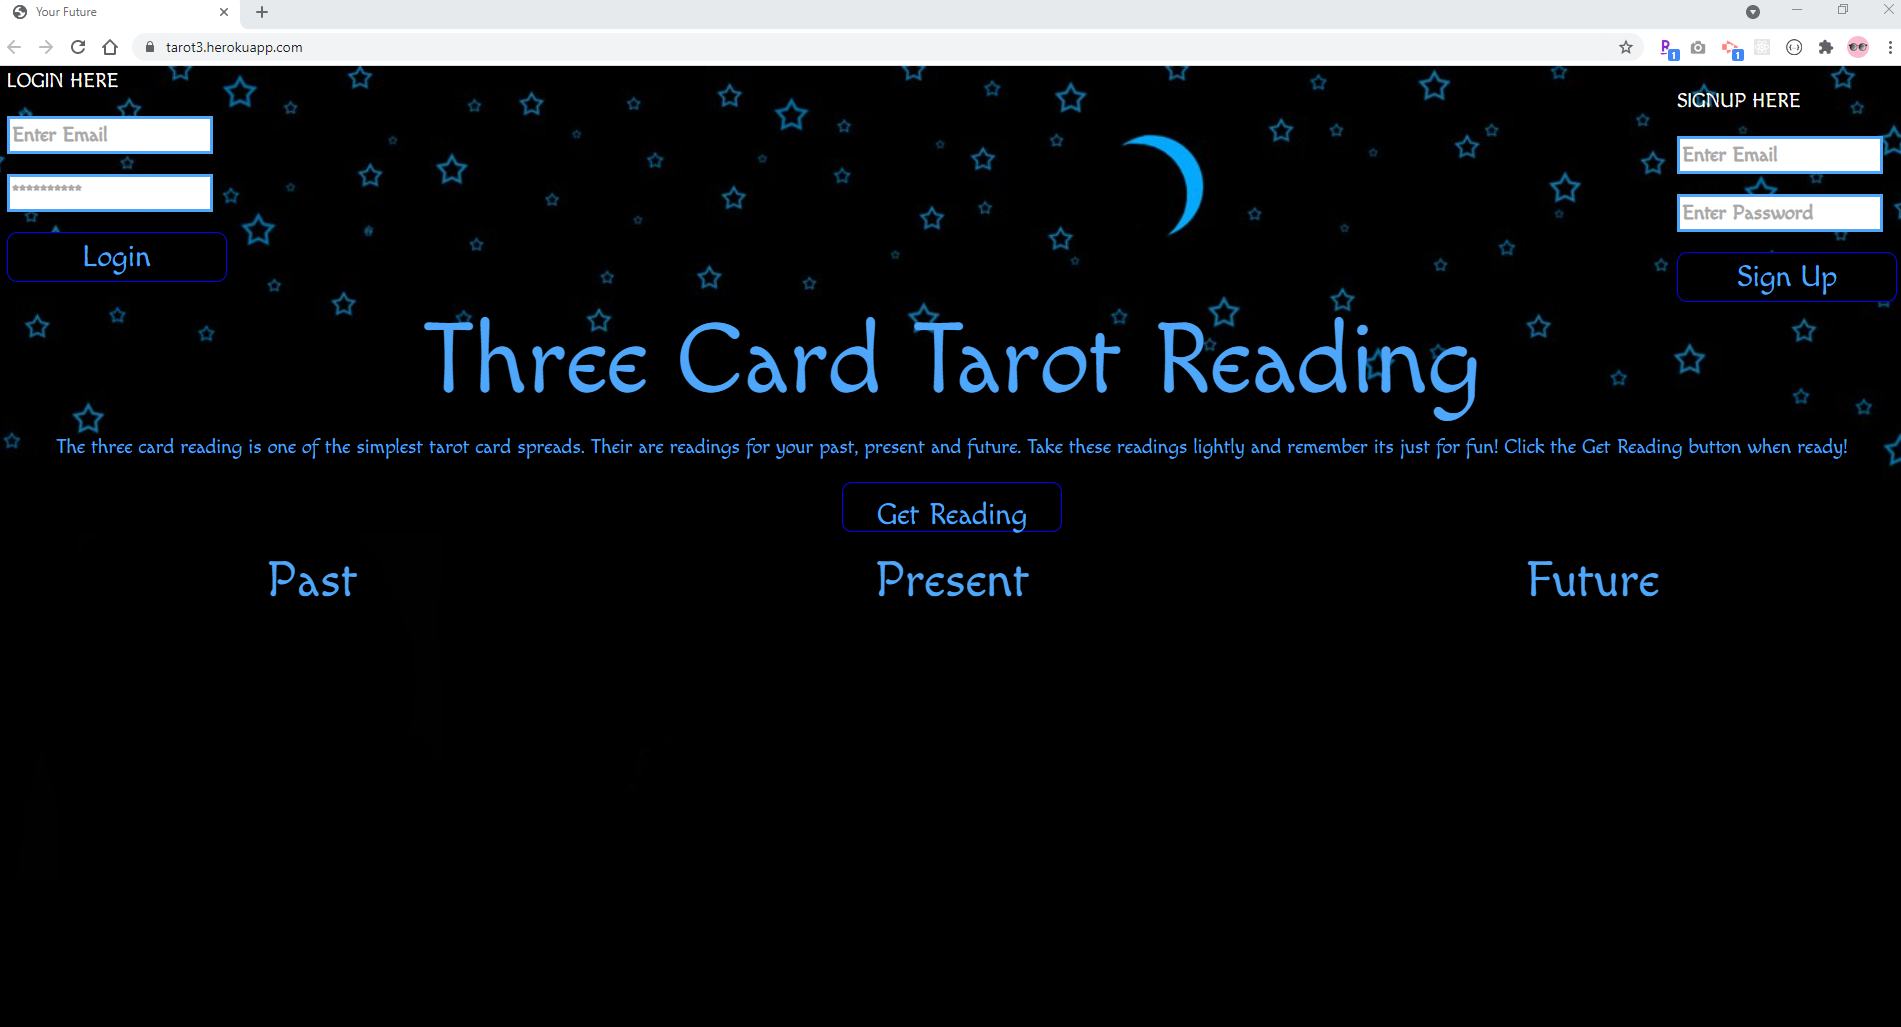 Your Future
tarot3.herokuapp.com
1
1
LOGIN HERE
Enter Email
**********
Login
SIGNUP HERE
Enter Email
Enter Password
Sign Up
Three Card Tarot Reading
The three card reading is one of the simplest tarot card spreads. Their are readings for your past, present and future. Take these readings lightly and remember its just for fun! Click the Get Reading button when ready!
Get Reading
Past
Present
Future